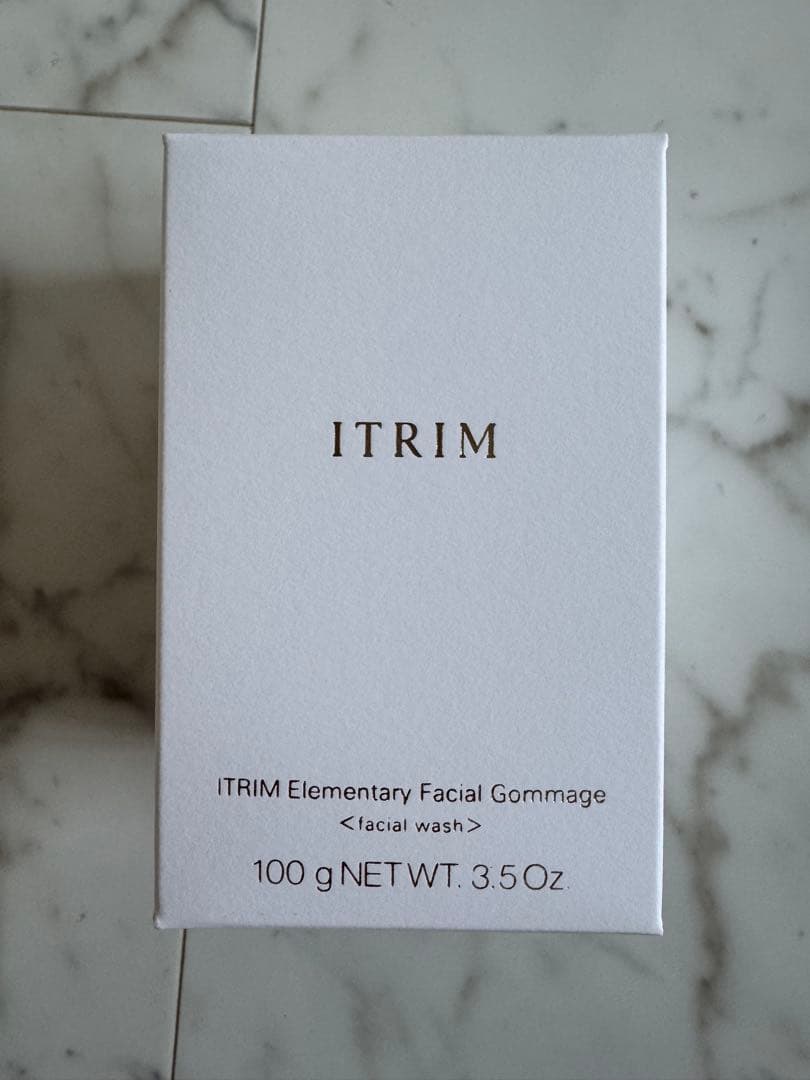 ITRIM
ITRIM Elementary Facial Gommage
<facial wash>
100 g NET WT. 3.5 Oz.